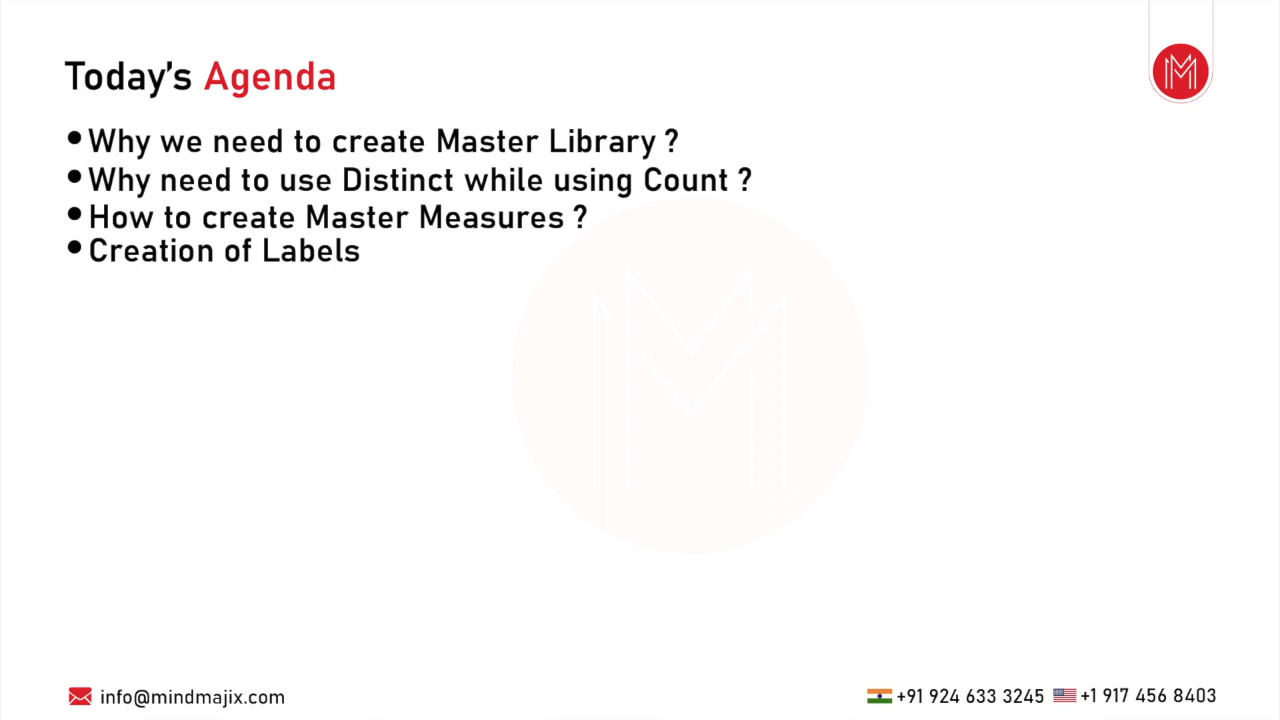 Today's Agenda
•Why we need to create Master Library ?
•Why need to use Distinct while using Count ?
•How to create Master Measures ?
•Creation of Labels
info@mindmajix.com
+91 924 633 3245 +1 917 456 8403